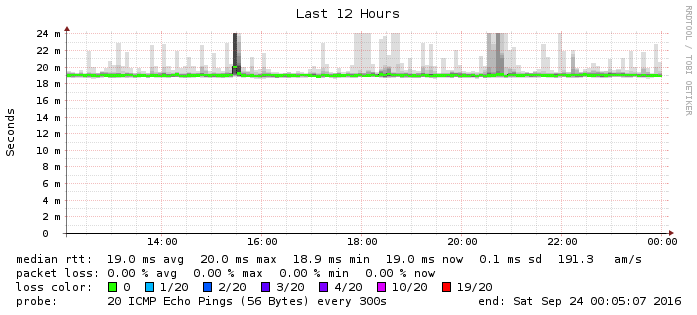 Last 12 Hours
RRDTOOL / TOBI OETIKER
Seconds
24 m
22 m
20 m
18 m
16 m
14 m
12 m
10 m
8 m
6 m
4 m
2 m
0
14:00 16:00 18:00 20:00 22:00 00:00
median rtt: 19.0 ms avg 20.0 ms max 18.9 ms min 19.0 ms now 0.1 ms sd 191.3 am/s
packet loss: 0.00 % avg 0.00 % max 0.00 % min 0.00 % now
loss color: 0 1/20 2/20 3/20 4/20 10/20 19/20
probe: 20 ICMP Echo Pings (56 Bytes) every 300s end: Sat Sep 24 00:05:07 2016